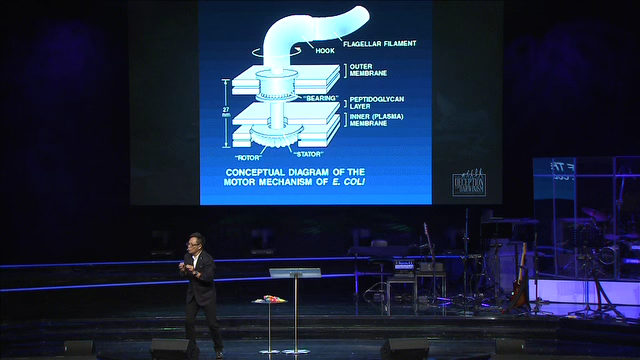 HOOK
FLAGELLAR FILAMENT
OUTER
MEMBRANE
"BEARING"
PEPTIDOGLYCAN
LAYER
27
nm
INNER (PLASMA)
MEMBRANE
"ROTOR"
"STATOR"
CONCEPTUAL DIAGRAM OF THE
MOTOR MECHANISM OF E. COLI